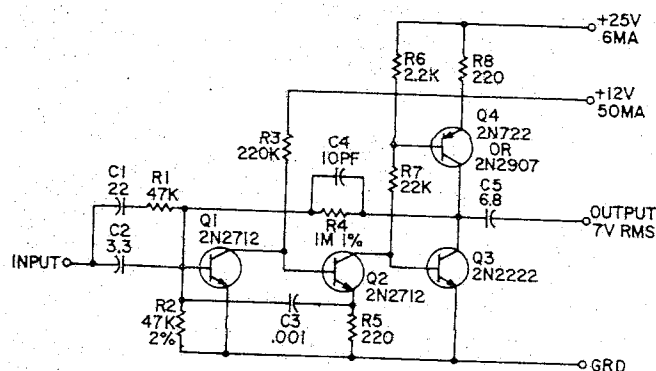 +25V
6MA
R6
2.2K
R8
220
+12V
50MA
Q4
2N722
OR
2N2907
R3
220K
C4
10PF
R7
22K
C1
22
R1
47K
C5
6.8
OUTPUT
7V RMS
R4
1M 1%
Q1
2N2712
C2
3.3
INPUT
Q3
2N2222
Q2
2N2712
R2
47K
2%
C3
.001
R5
220
GRD